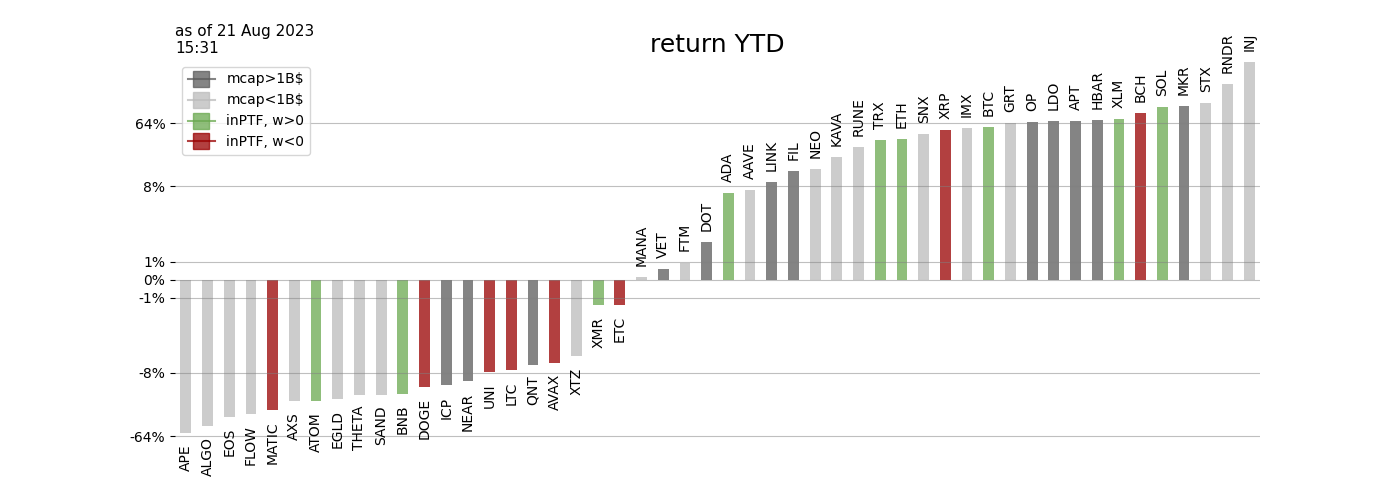 as of 21 Aug 2023
15:31
return YTD
mcap>1B$
mcap<1B$
inPTF, w>0
inPTF, w<0
64%
8%
1%
0%
-1%
-8%
-64%
APE
ALGO
EOS
FLOW
MATIC
AXS
ATOM
EGLD
THETA
SAND
BNB
DOGE
ICP
NEAR
UNI
LTC
QNT
AVAX
XTZ
XMR
ETC
MANA
VET
FTM
DOT
ADA
AAVE
LINK
FIL
NEO
KAVA
RUNE
TRX
ETH
SNX
XRP
IMX
BTC
GRT
OP
LDO
APT
HBAR
XLM
BCH
SOL
MKR
STX
RNDR
INJ